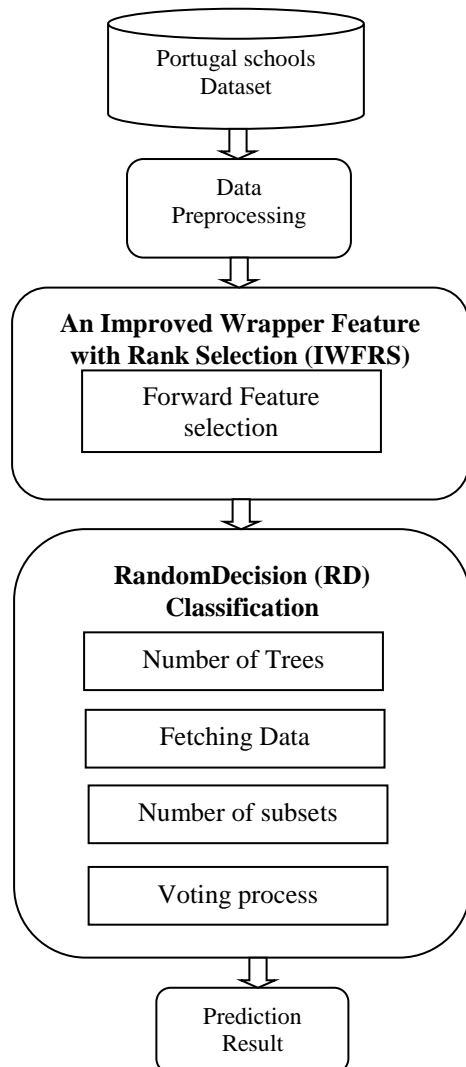 Portugal schools
Dataset
Data
Preprocessing
An Improved Wrapper Feature
with Rank Selection (IWFRS)
Forward Feature
selection
RandomDecision (RD)
Classification
Number of Trees
Fetching Data
Number of subsets
Voting process
Prediction
Result